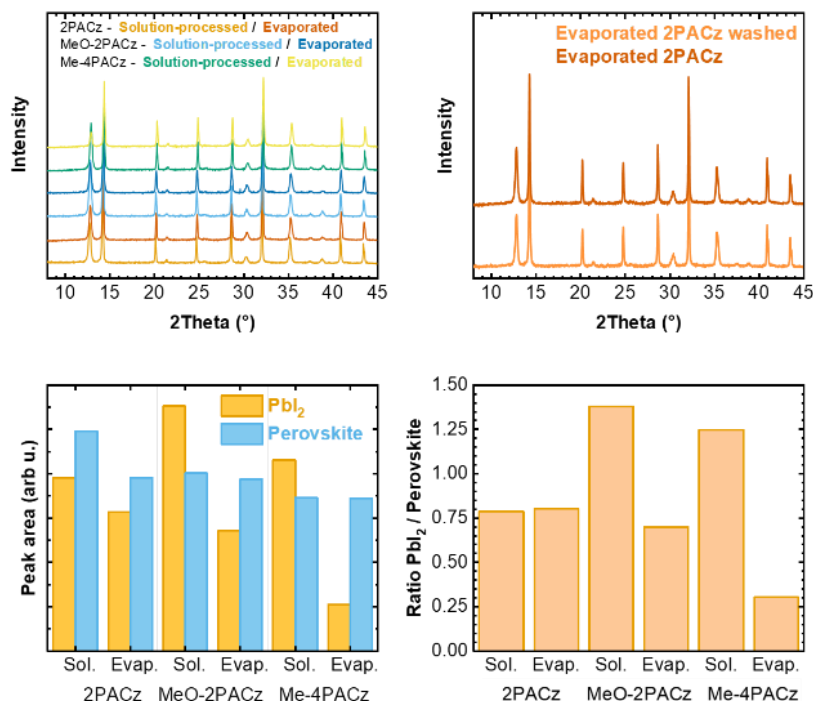 2PACz - Solution-processed / Evaporated
MeO-2PACz - Solution-processed / Evaporated
Me-4PACz - Solution-processed / Evaporated
Intensity
10 15 20 25 30 35 40 45
2Theta (°)
Evaporated 2PACz washed
Evaporated 2PACz
Intensity
10 15 20 25 30 35 40 45
2Theta (°)
PbI₂
Perovskite
Peak area (arb u.)
Sol. Evap. Sol. Evap. Sol. Evap.
2PACz MeO-2PACz Me-4PACz
Ratio PbI₂ / Perovskite
1.50
1.25
1.00
0.75
0.50
0.25
0.00
Sol. Evap. Sol. Evap. Sol. Evap.
2PACz MeO-2PACz Me-4PACz